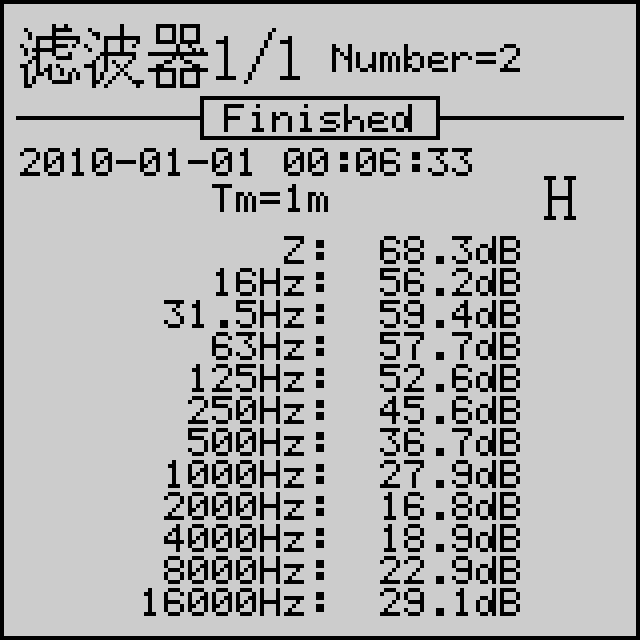 滤波器1/1 Number=2
Finished
2010-01-01 00:06:33
Tm=1m H
Z: 68.3dB
16Hz: 56.2dB
31.5Hz: 59.4dB
63Hz: 57.7dB
125Hz: 52.6dB
250Hz: 45.6dB
500Hz: 36.7dB
1000Hz: 27.9dB
2000Hz: 16.8dB
4000Hz: 18.9dB
8000Hz: 22.9dB
16000Hz: 29.1dB